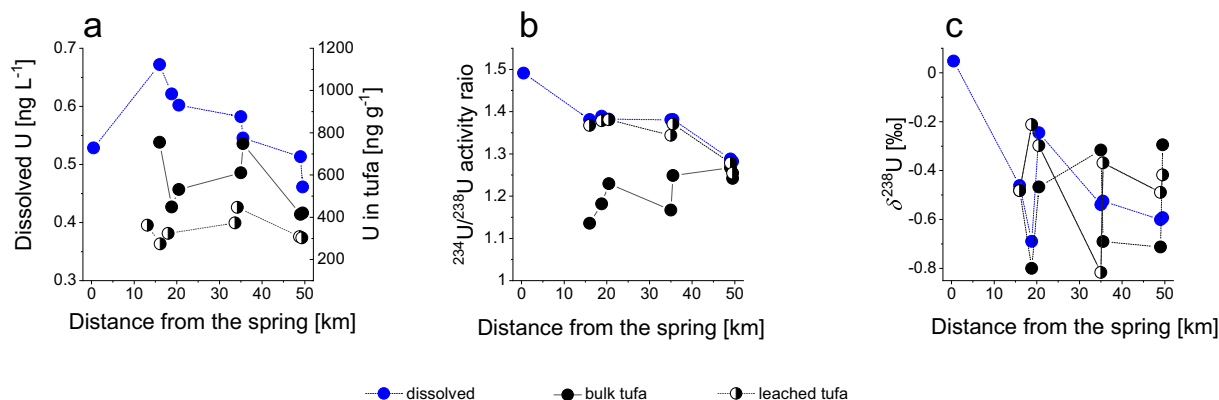 a
Dissolved U [ng L⁻¹]
0.7
0.6
0.5
0.4
0.3
1200
1000
800
600
400
200
U in tufa [ng g⁻¹]
0 10 20 30 40 50
Distance from the spring [km]
b
²³⁴U/²³⁸U activity raio
1.5
1.4
1.3
1.2
1.1
1
0 10 20 30 40 50
Distance from the spring [km]
c
δ²³⁸U [‰]
0
-0.2
-0.4
-0.6
-0.8
0 10 20 30 40 50
Distance from the spring [km]
dissolved bulk tufa leached tufa